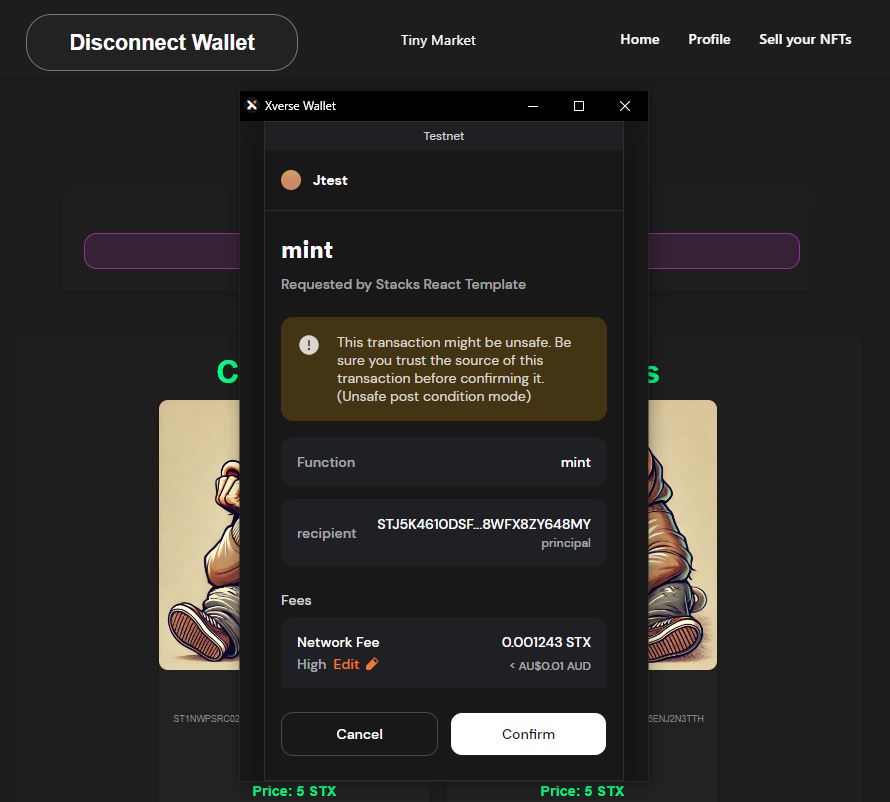 Disconnect Wallet
Tiny Market
Home
Profile
Sell your NFTs
Xverse Wallet
Testnet
Jtest
mint
Requested by Stacks React Template
This transaction might be unsafe. Be
sure you trust the source of this
transaction before confirming it.
(Unsafe post condition mode)
Function
mint
recipient
STJ5K461ODSF...8WFX8ZY648MY
principal
Fees
Network Fee
0.001243 STX
High Edit
< AU$0.01 AUD
Cancel
Confirm
Price: 5 STX
Price: 5 STX